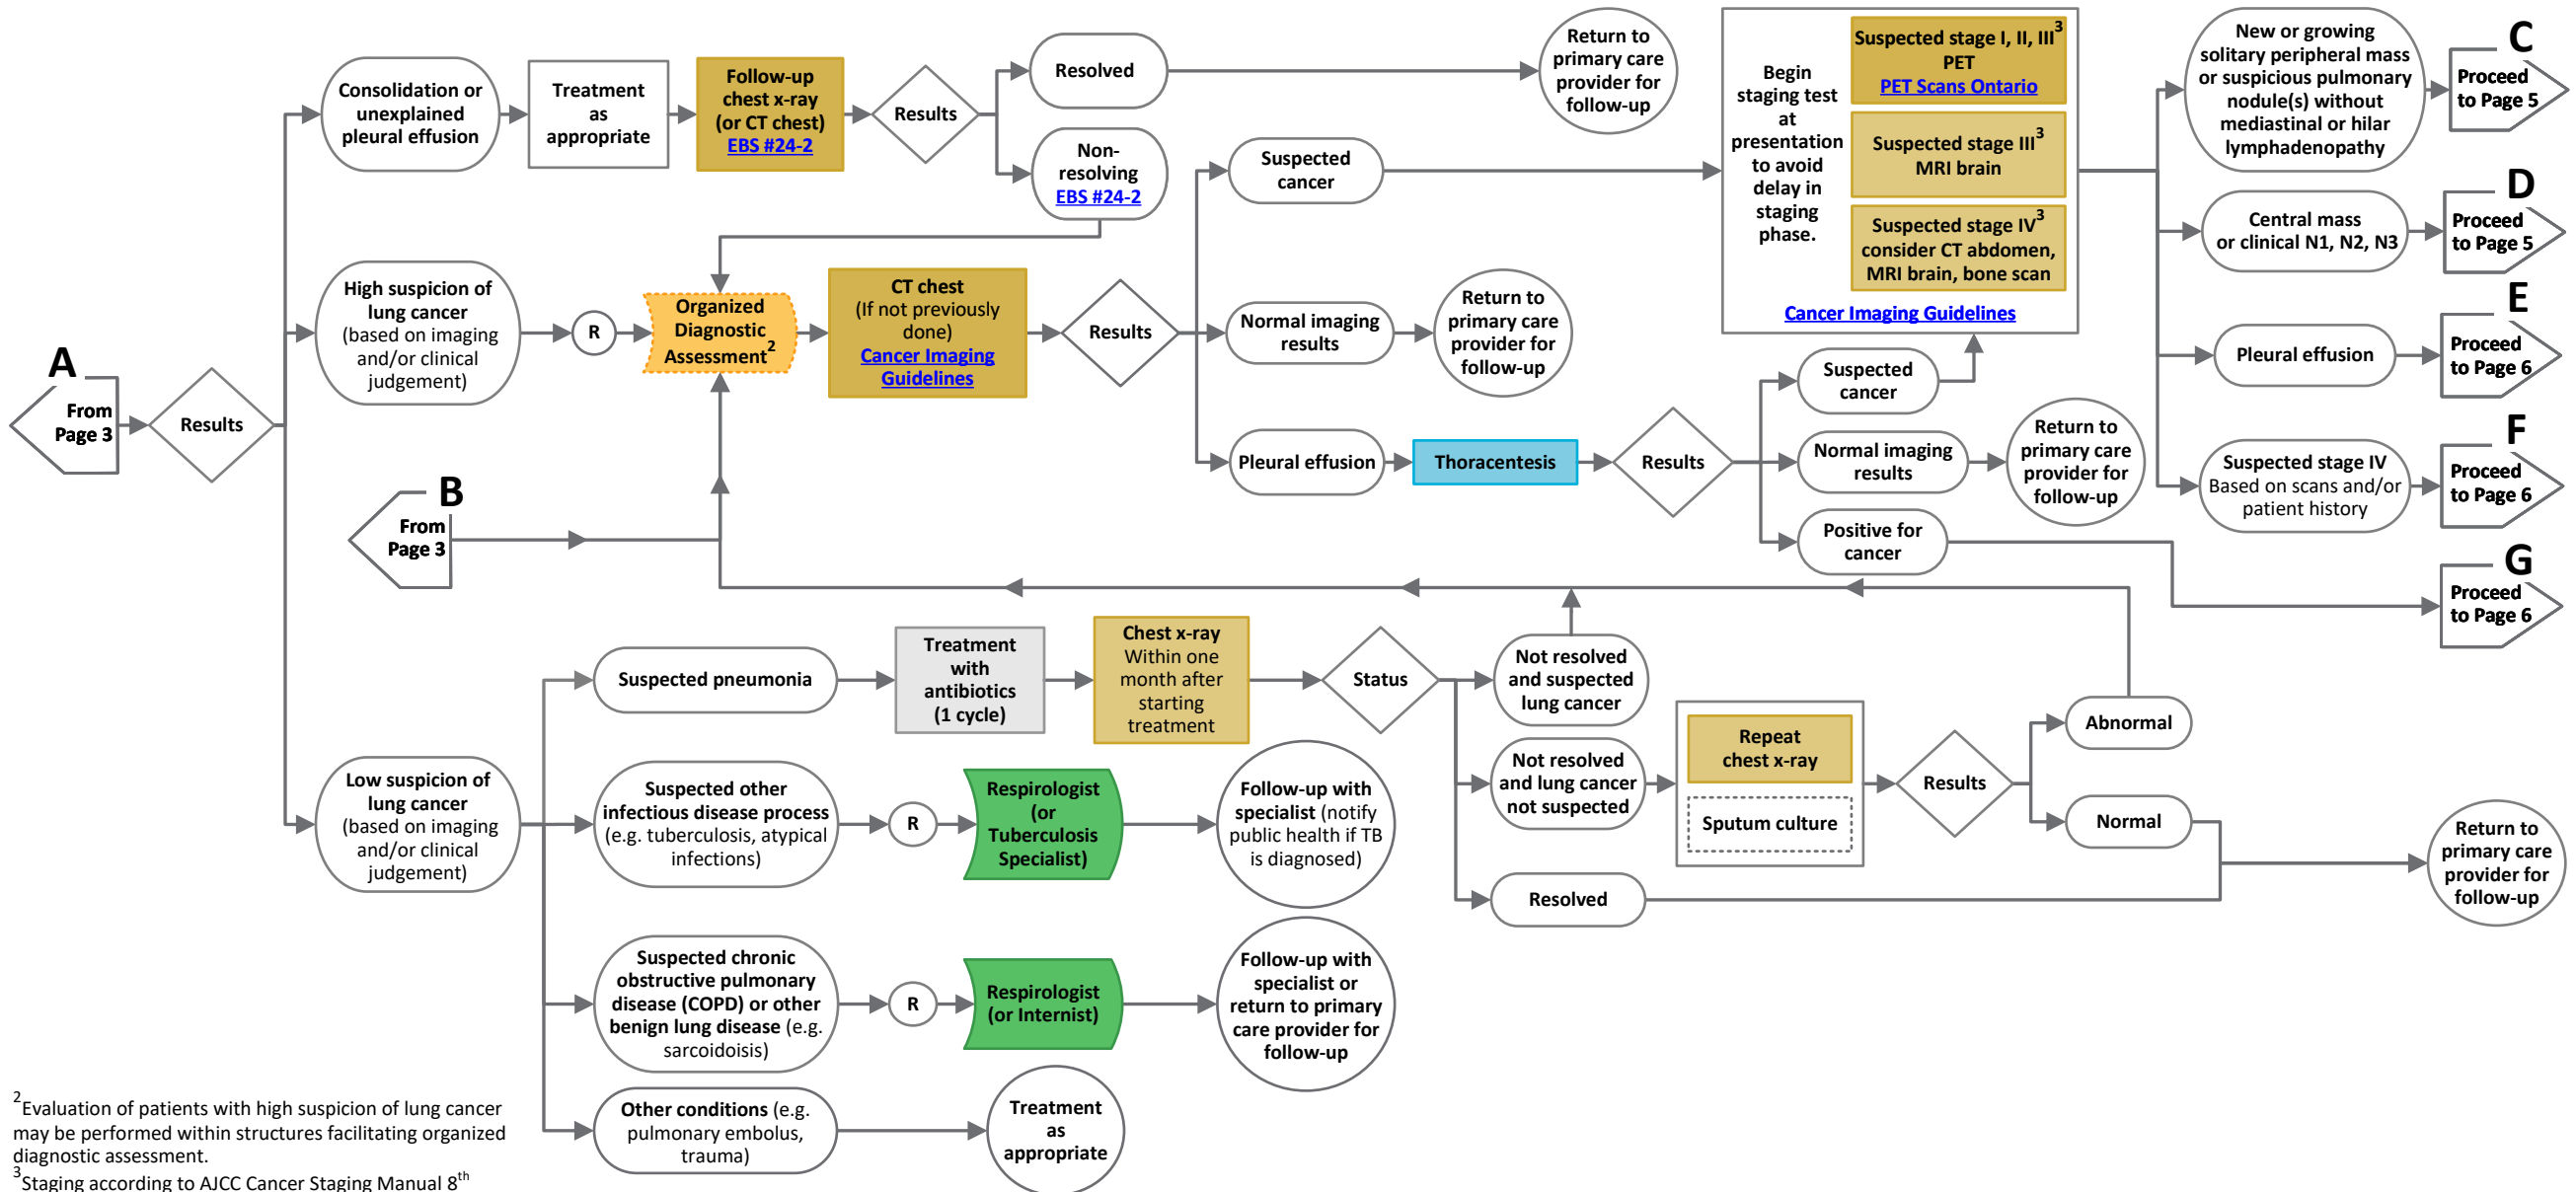 A
From
Page 3
Results
Consolidation or
unexplained
pleural effusion
Treatment
as
appropriate
Follow-up
chest x-ray
(or CT chest)
EBS #24-2
Results
Resolved
Return to
primary care
provider for
follow-up
Non-
resolving
EBS #24-2
High suspicion of
lung cancer
(based on imaging
and/or clinical
judgement)
R
Organized
Diagnostic
Assessment2
CT chest
(If not previously
done)
Cancer Imaging
Guidelines
Results
Suspected
cancer
Normal imaging
results
Return to
primary care
provider for
follow-up
Pleural effusion
Thoracentesis
Results
Suspected
cancer
Normal imaging
results
Return to
primary care
provider for
follow-up
Positive for
cancer
Begin
staging test
at
presentation
to avoid
delay in
staging
phase.
Suspected stage I, II, III3
PET
PET Scans Ontario
Suspected stage III3
MRI brain
Suspected stage IV3
consider CT abdomen,
MRI brain, bone scan
Cancer Imaging Guidelines
New or growing
solitary peripheral mass
or suspicious pulmonary
nodule(s) without
mediastinal or hilar
lymphadenopathy
C
Proceed
to Page 5
Central mass
or clinical N1, N2, N3
D
Proceed
to Page 5
Pleural effusion
E
Proceed
to Page 6
Suspected stage IV
Based on scans and/or
patient history
F
Proceed
to Page 6
G
Proceed
to Page 6
B
From
Page 3
Low suspicion of
lung cancer
(based on imaging
and/or clinical
judgement)
Suspected pneumonia
Treatment
with
antibiotics
(1 cycle)
Chest x-ray
Within one
month after
starting
treatment
Status
Not resolved
and suspected
lung cancer
Not resolved
and lung cancer
not suspected
Repeat
chest x-ray
Sputum culture
Results
Abnormal
Normal
Resolved
Return to
primary care
provider for
follow-up
Suspected other
infectious disease process
(e.g. tuberculosis, atypical
infections)
R
Respirologist
(or
Tuberculosis
Specialist)
Follow-up with
specialist (notify
public health if TB
is diagnosed)
Suspected chronic
obstructive pulmonary
disease (COPD) or other
benign lung disease (e.g.
sarcoidoisis)
R
Respirologist
(or Internist)
Follow-up with
specialist or
return to primary
care provider for
follow-up
Other conditions (e.g.
pulmonary embolus,
trauma)
Treatment
as
appropriate
2Evaluation of patients with high suspicion of lung cancer
may be performed within structures facilitating organized
diagnostic assessment.
3Staging according to AJCC Cancer Staging Manual 8th